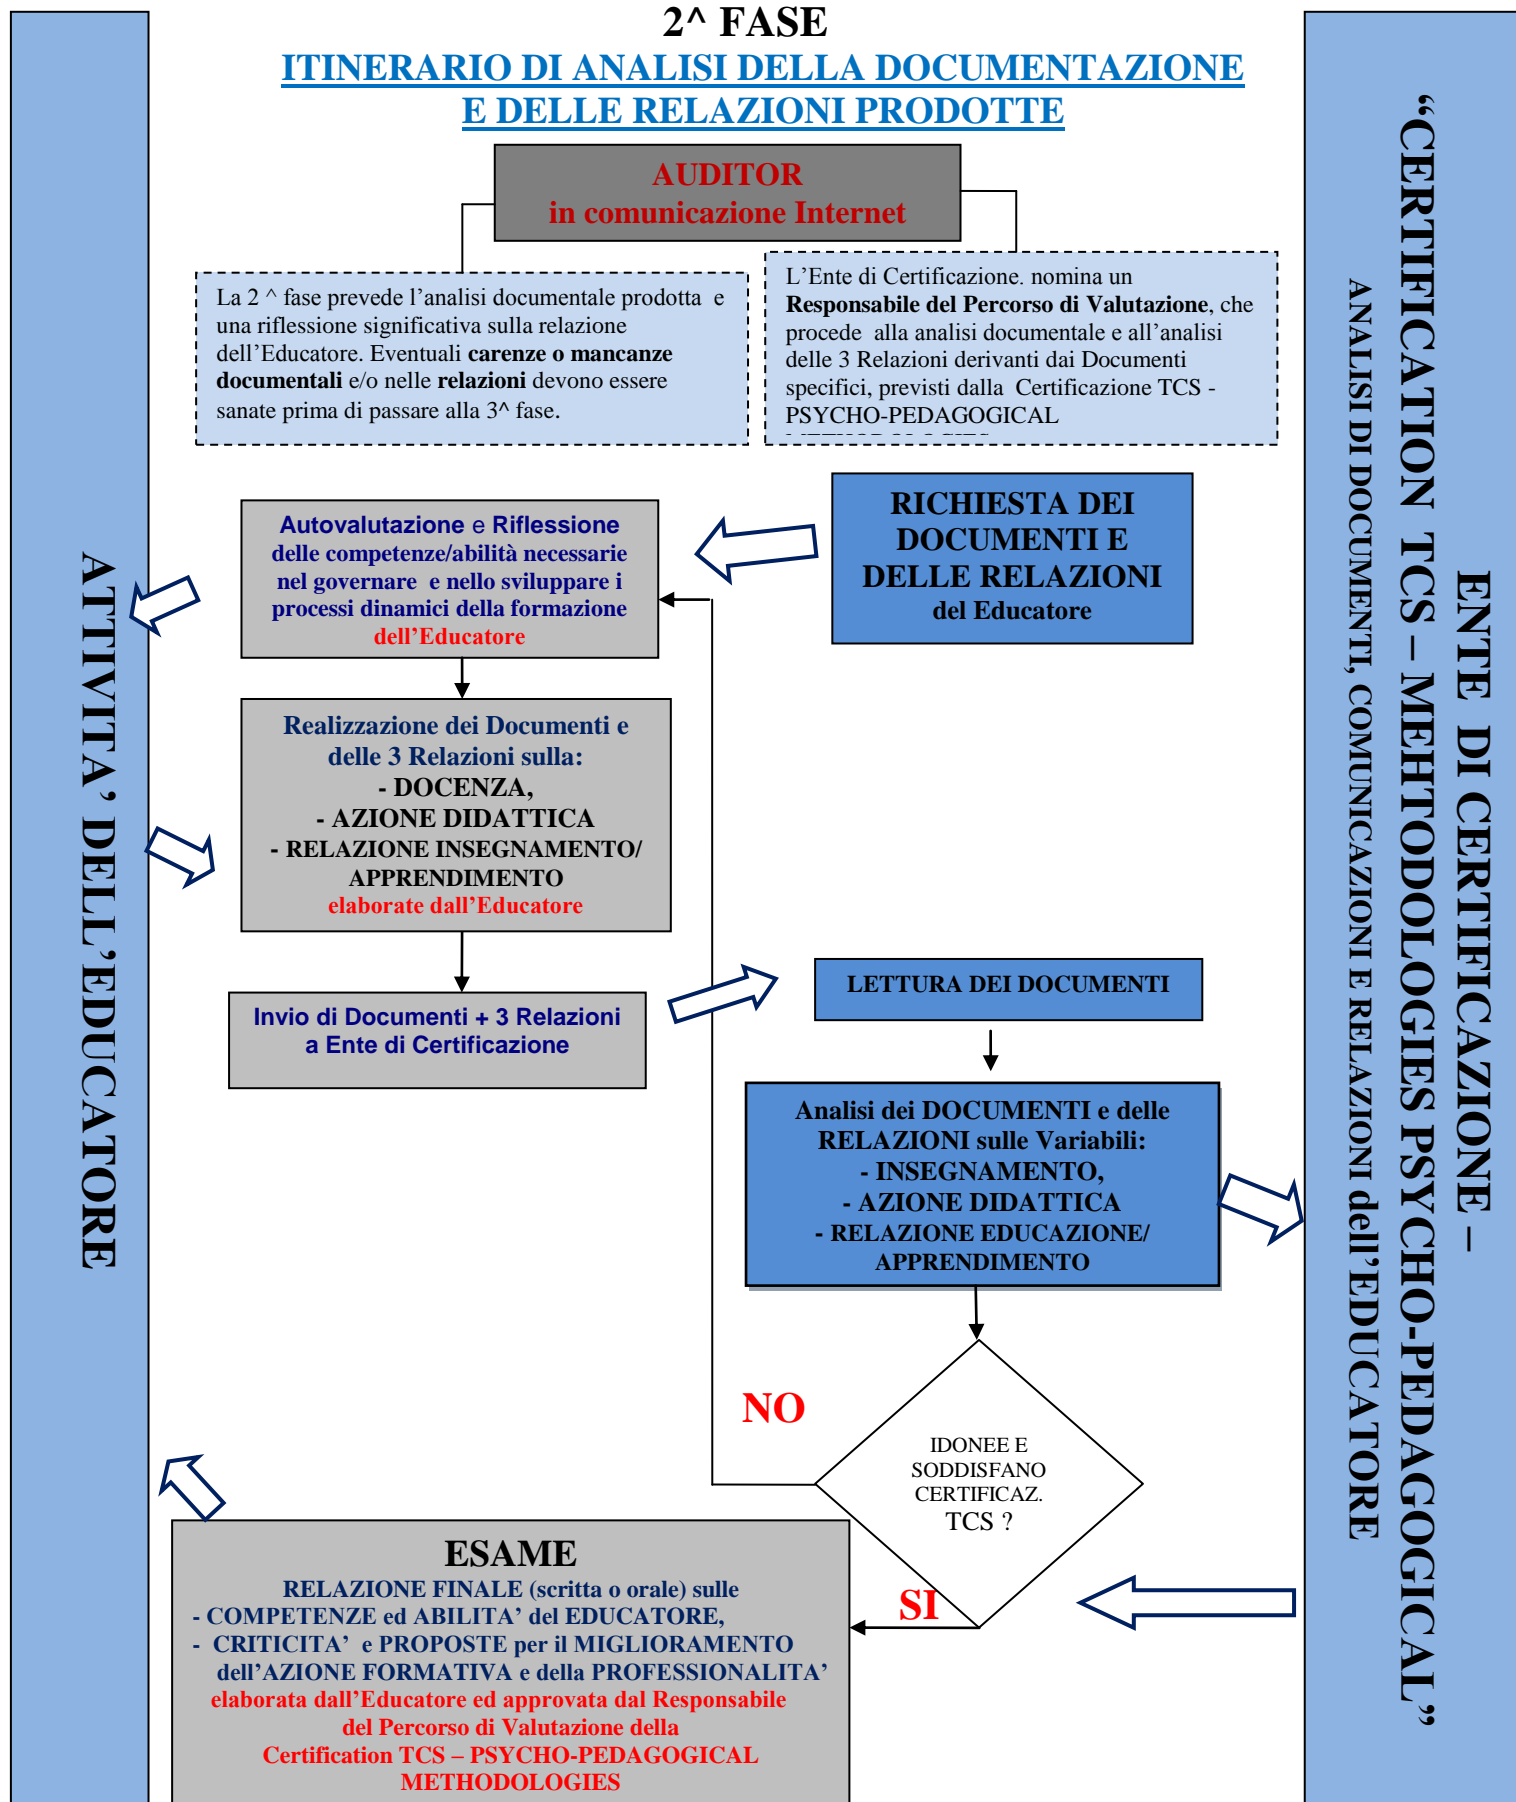 2^ FASE
ITINERARIO DI ANALISI DELLA DOCUMENTAZIONE
E DELLE RELAZIONI PRODOTTE
AUDITOR
in comunicazione Internet
La 2 ^ fase prevede l’analisi documentale prodotta e
una riflessione significativa sulla relazione
dell’Educatore. Eventuali carenze o mancanze
documentali e/o nelle relazioni devono essere
sanate prima di passare alla 3^ fase.
L’Ente di Certificazione. nomina un
Responsabile del Percorso di Valutazione, che
procede alla analisi documentale e all’analisi
delle 3 Relazioni derivanti dai Documenti
specifici, previsti dalla Certificazione TCS -
PSYCHO-PEDAGOGICAL
RICHIESTA DEI
DOCUMENTI E
DELLE RELAZIONI
del Educatore
Autovalutazione e Riflessione
delle competenze/abilità necessarie
nel governare e nello sviluppare i
processi dinamici della formazione
dell’Educatore
Realizzazione dei Documenti e
delle 3 Relazioni sulla:
- DOCENZA,
- AZIONE DIDATTICA
- RELAZIONE INSEGNAMENTO/
APPRENDIMENTO
elaborate dall’Educatore
Invio di Documenti + 3 Relazioni
a Ente di Certificazione
LETTURA DEI DOCUMENTI
Analisi dei DOCUMENTI e delle
RELAZIONI sulle Variabili:
- INSEGNAMENTO,
- AZIONE DIDATTICA
- RELAZIONE EDUCAZIONE/
APPRENDIMENTO
NO
IDONEE E
SODDISFANO
CERTIFICAZ.
TCS ?
SI
ESAME
RELAZIONE FINALE (scritta o orale) sulle
- COMPETENZE ed ABILITA’ del EDUCATORE,
- CRITICITA’ e PROPOSTE per il MIGLIORAMENTO
dell’AZIONE FORMATIVA e della PROFESSIONALITA’
elaborata dall’Educatore ed approvata dal Responsabile
del Percorso di Valutazione della
Certification TCS – PSYCHO-PEDAGOGICAL
METHODOLOGIES
ATTIVITA’ DELL’EDUCATORE
ENTE DI CERTIFICAZIONE –
“CERTIFICATION TCS – MEHTODOLOGIES PSYCHO-PEDAGOGICAL”
ANALISI DI DOCUMENTI, COMUNICAZIONI E RELAZIONI dell’EDUCATORE